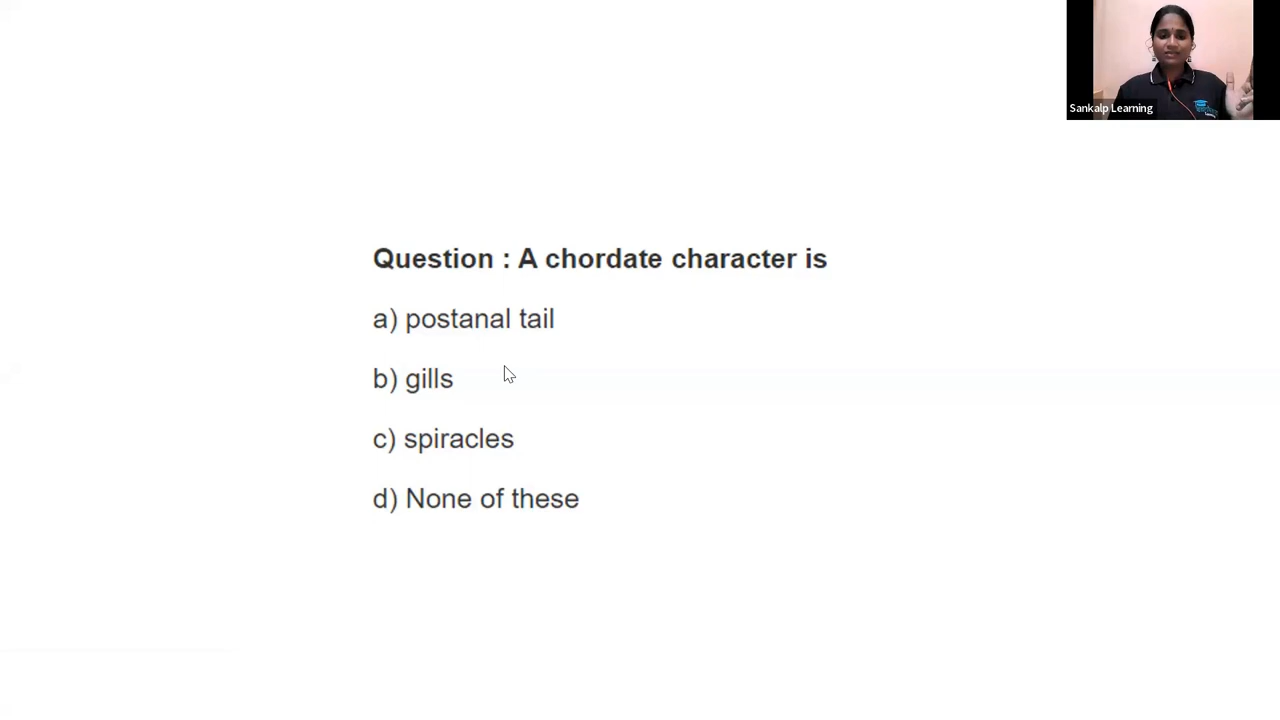 Sankalp Learning
Question : A chordate character is
a) postanal tail
b) gills
c) spiracles
d) None of these